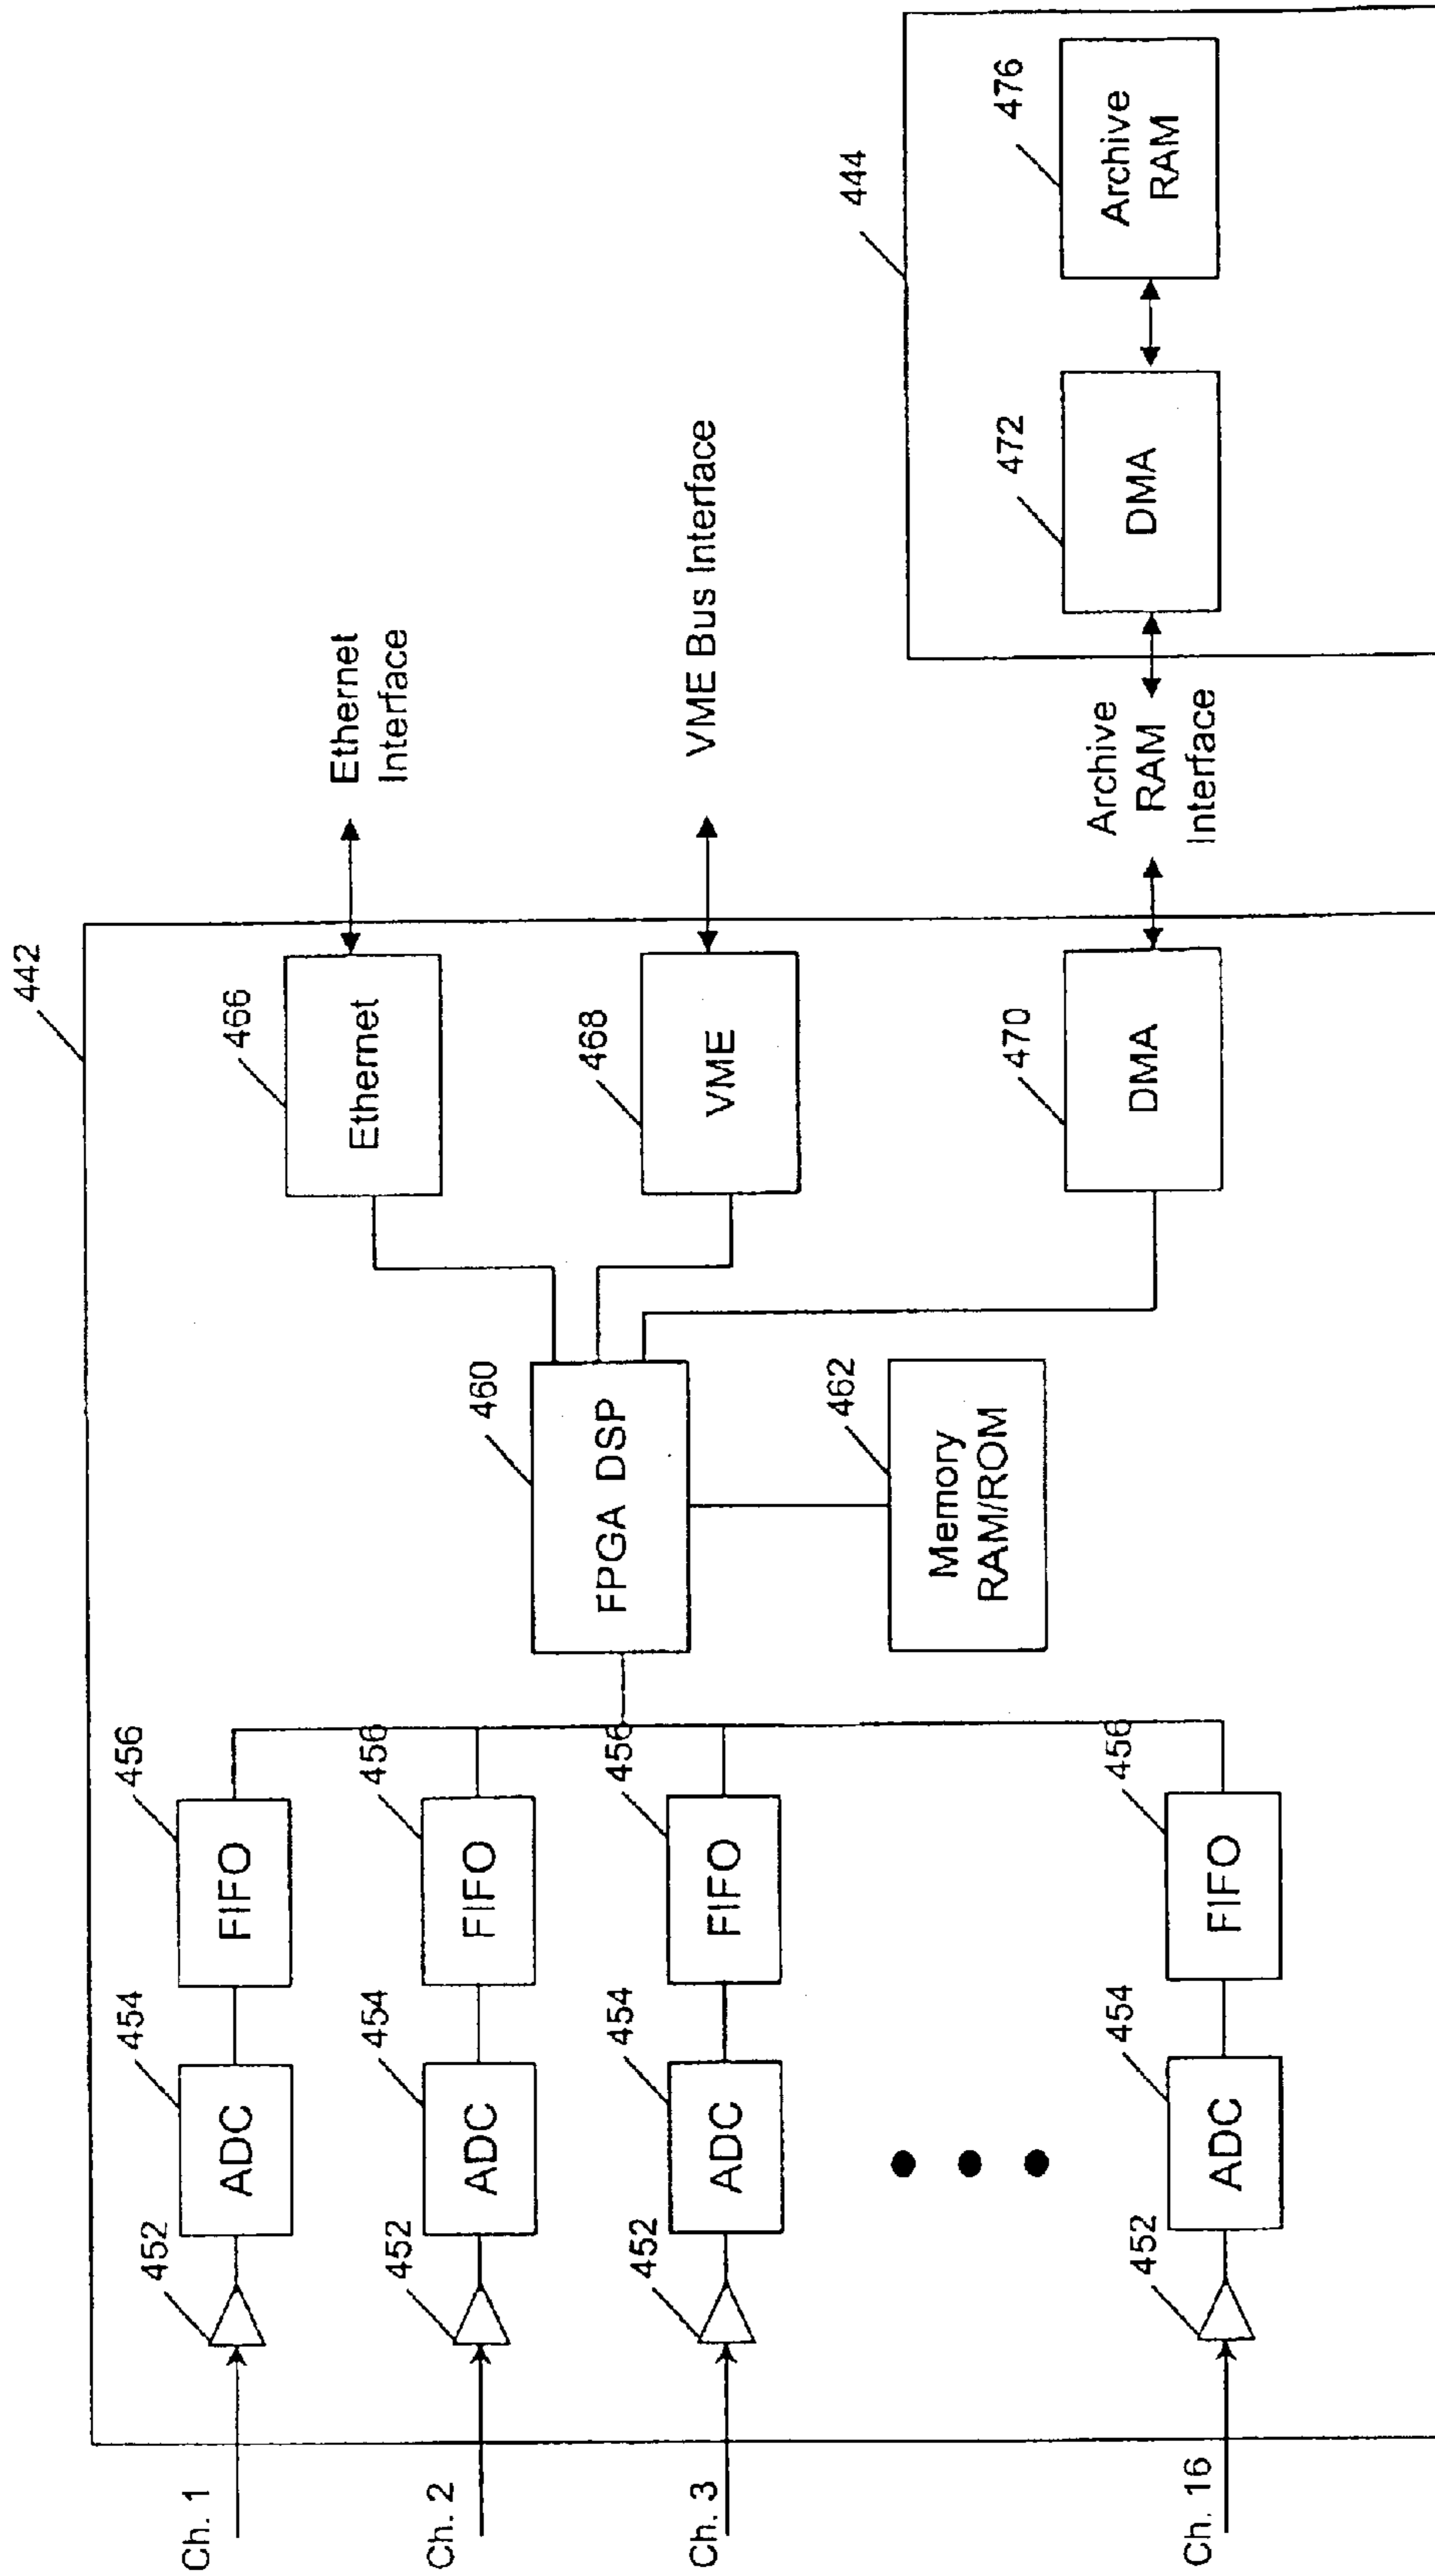 442
Ch. 1
452
ADC
454
FIFO
456
Ch. 2
452
ADC
454
FIFO
456
Ch. 3
452
ADC
454
FIFO
456
Ch. 16
452
ADC
454
FIFO
456
FPGA DSP
460
Memory
RAM/ROM
462
Ethernet
466
Ethernet
Interface
VME
468
VME Bus Interface
DMA
470
Archive
RAM
Interface
444
DMA
472
Archive
RAM
476